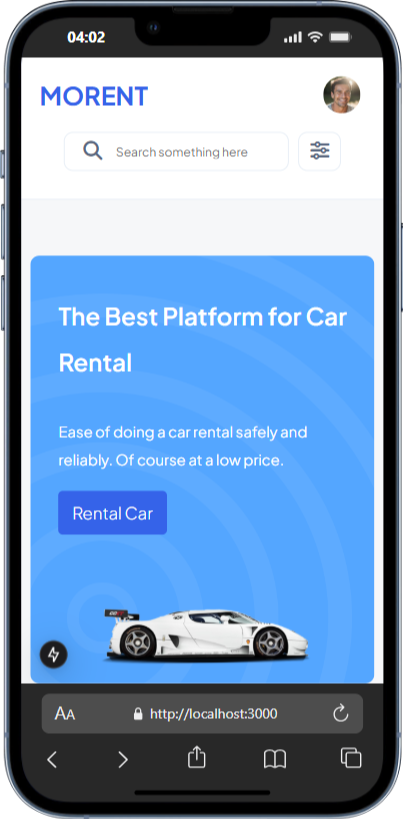 04:02
MORENT
Search something here
The Best Platform for Car
Rental
Ease of doing a car rental safely and
reliably. Of course at a low price.
Rental Car
AA
http://localhost:3000